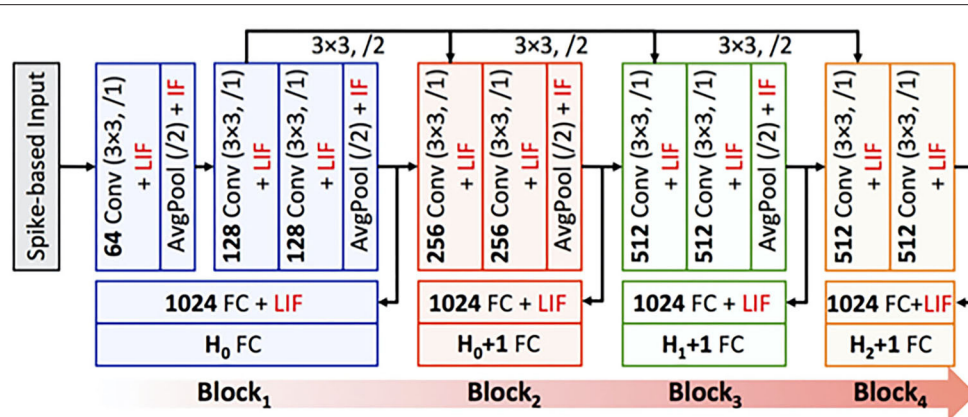 3×3, /2
3×3, /2
3×3, /2
Spike-based Input
64 Conv (3×3, /1)
+ LIF
AvgPool (/2) + IF
128 Conv (3×3, /1)
+ LIF
128 Conv (3×3, /1)
+ LIF
AvgPool (/2) + IF
256 Conv (3×3, /1)
+ LIF
256 Conv (3×3, /1)
+ LIF
AvgPool (/2) + IF
512 Conv (3×3, /1)
+ LIF
512 Conv (3×3, /1)
+ LIF
AvgPool (/2) + IF
512 Conv (3×3, /1)
+ LIF
512 Conv (3×3, /1)
+ LIF
1024 FC + LIF
H₀ FC
1024 FC + LIF
H₀+1 FC
1024 FC + LIF
H₁+1 FC
1024 FC+LIF
H₂+1 FC
Block₁
Block₂
Block₃
Block₄